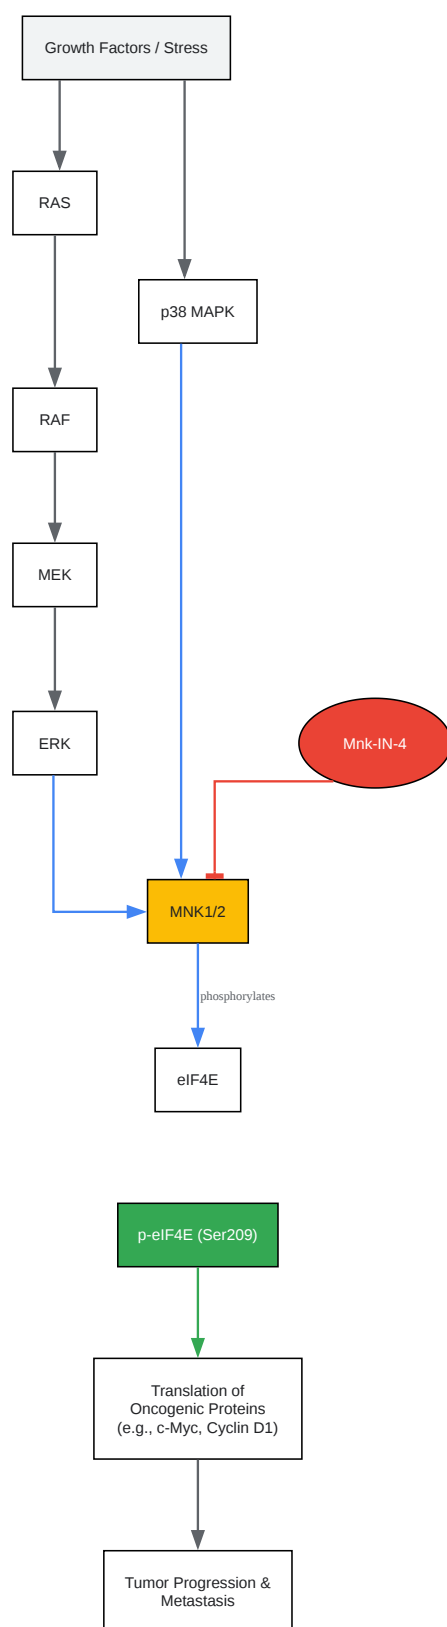 Growth Factors / Stress
RAS
p38 MAPK
RAF
MEK
ERK
Mnk-IN-4
MNK1/2
phosphorylates
eIF4E
p-eIF4E (Ser209)
Translation of
Oncogenic Proteins
(e.g., c-Myc, Cyclin D1)
Tumor Progression &
Metastasis